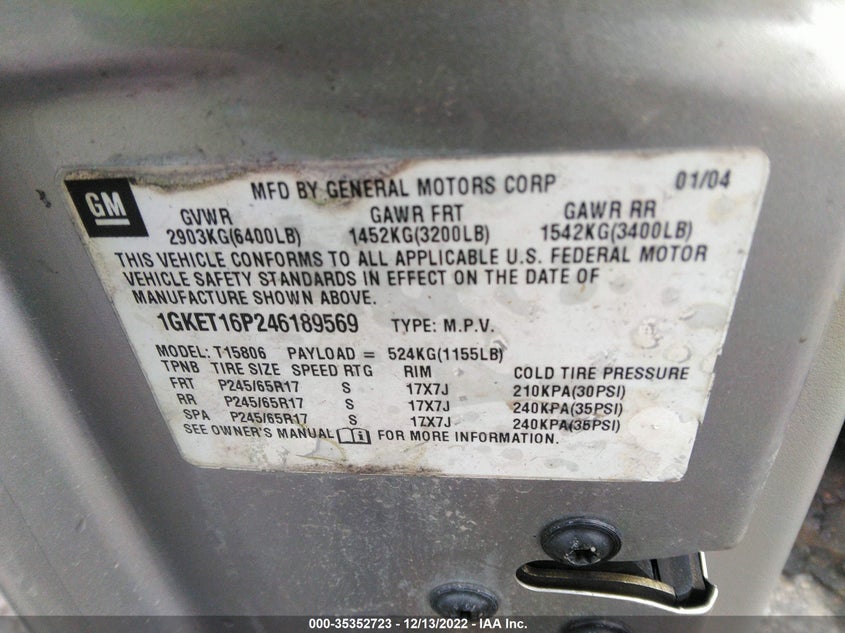 GM
MFD BY GENERAL MOTORS CORP 01/04
GVWR GAWR FRT GAWR RR
2903KG(6400LB) 1452KG(3200LB) 1542KG(3400LB)
THIS VEHICLE CONFORMS TO ALL APPLICABLE U.S. FEDERAL MOTOR
VEHICLE SAFETY STANDARDS IN EFFECT ON THE DATE OF
MANUFACTURE SHOWN ABOVE.
1GKET16P246189569 TYPE: M.P.V.
MODEL: T15806 PAYLOAD = 524KG(1155LB)
TPNB TIRE SIZE SPEED RTG RIM COLD TIRE PRESSURE
FRT P245/65R17 S 17X7J 210KPA(30PSI)
RR P245/65R17 S 17X7J 240KPA(35PSI)
SPA P245/65R17 S 17X7J 240KPA(35PSI)
SEE OWNER'S MANUAL FOR MORE INFORMATION.
000-35352723 - 12/13/2022 - IAA Inc.